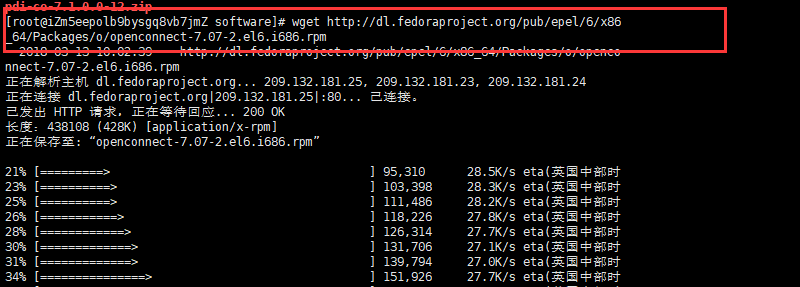 pdi-ce-7.1.0.0-12.zip
[root@iZm5eepolb9bysgq8vb7jmZ software]# wget http://dl.fedoraproject.org/pub/epel/6/x86
_64/Packages/o/openconnect-7.07-2.el6.i686.rpm
--2018-03-13 10:02:39-- http://dl.fedoraproject.org/pub/epel/6/x86_64/Packages/o/openco
nnect-7.07-2.el6.i686.rpm
正在解析主机 dl.fedoraproject.org... 209.132.181.25, 209.132.181.23, 209.132.181.24
正在连接 dl.fedoraproject.org|209.132.181.25|:80... 已连接。
已发出 HTTP 请求，正在等待回应... 200 OK
长度：438108 (428K) [application/x-rpm]
正在保存至: “openconnect-7.07-2.el6.i686.rpm”
21% [=========> ] 95,310 28.5K/s eta(英国中部时
23% [==========> ] 103,398 28.3K/s eta(英国中部时
25% [==========> ] 111,486 28.2K/s eta(英国中部时
26% [===========> ] 118,226 27.8K/s eta(英国中部时
28% [============> ] 126,314 27.7K/s eta(英国中部时
30% [=============> ] 131,706 27.1K/s eta(英国中部时
31% [=============> ] 139,794 27.0K/s eta(英国中部时
34% [===============> ] 151,926 27.7K/s eta(英国中部时